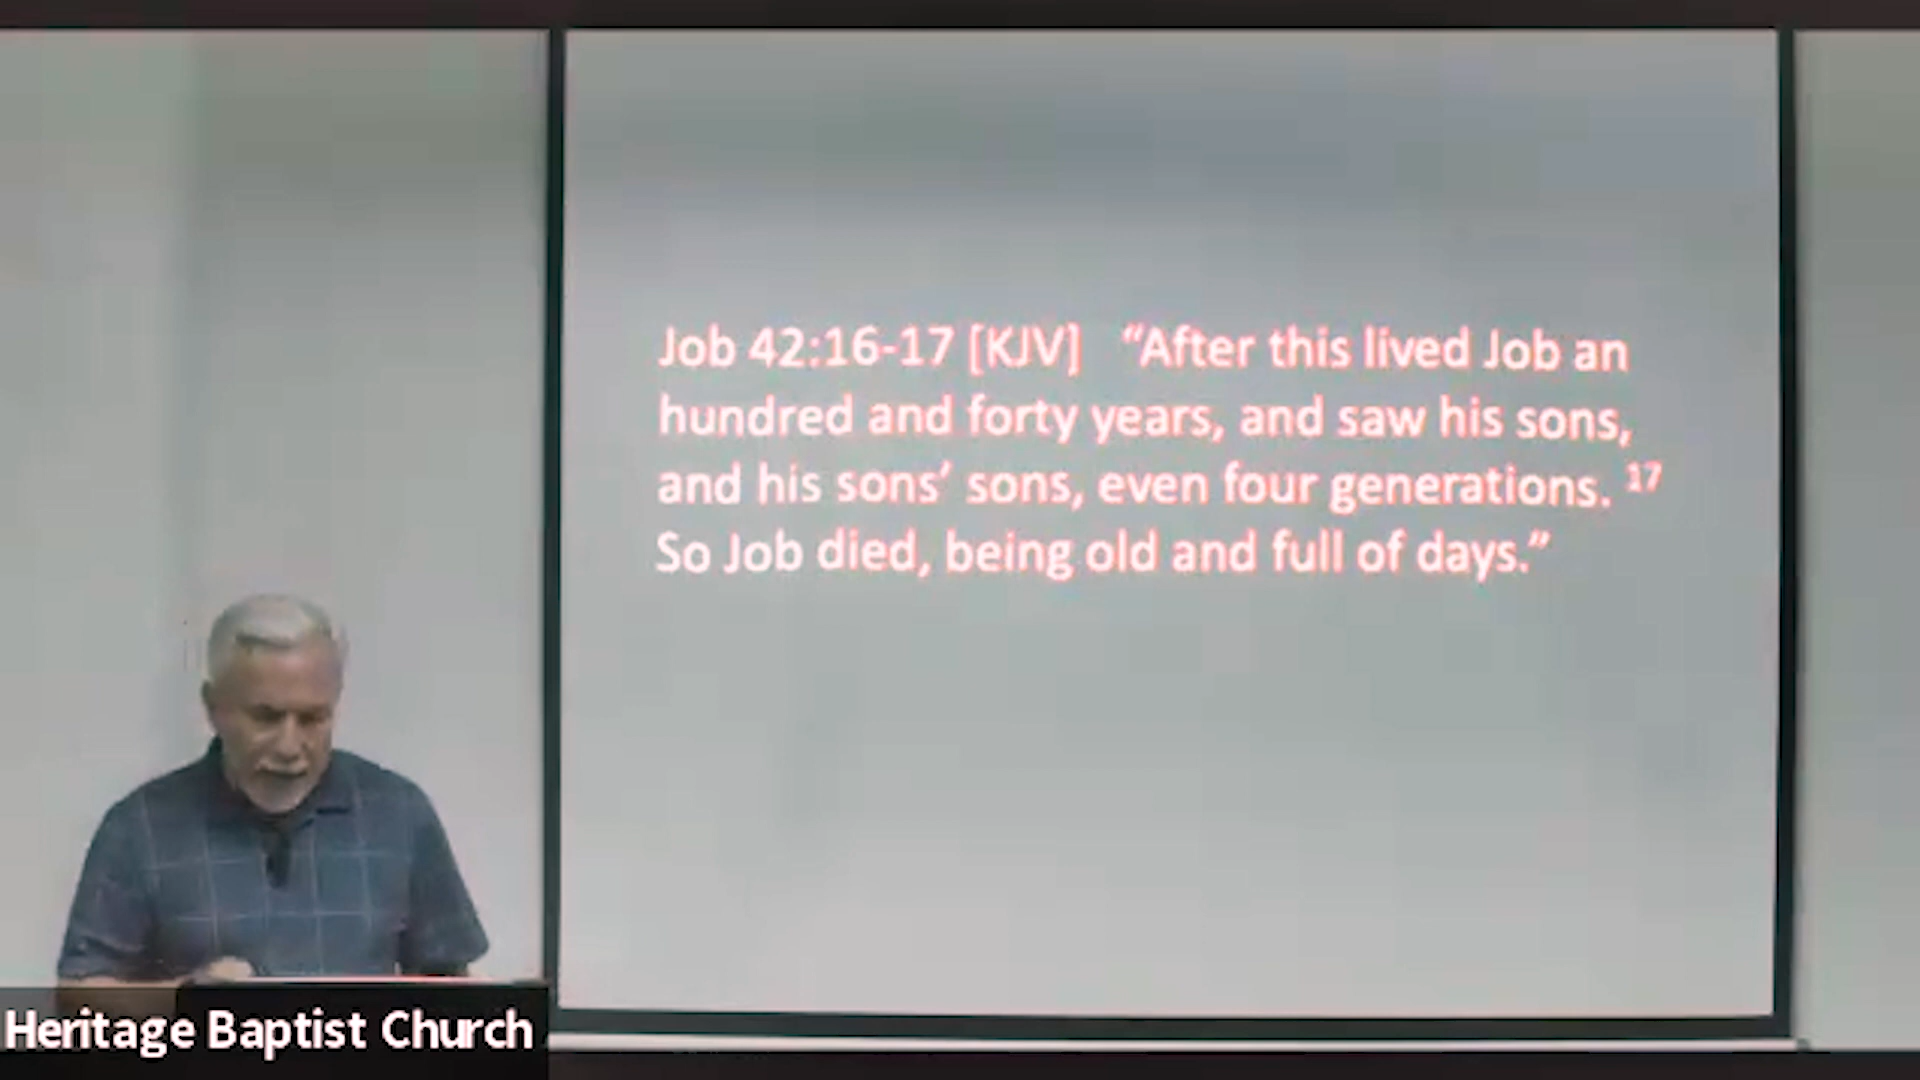 Job 42:16-17 [KJV] “After this lived Job an
hundred and forty years, and saw his sons,
and his sons’ sons, even four generations. 17
So Job died, being old and full of days.”
Heritage Baptist Church